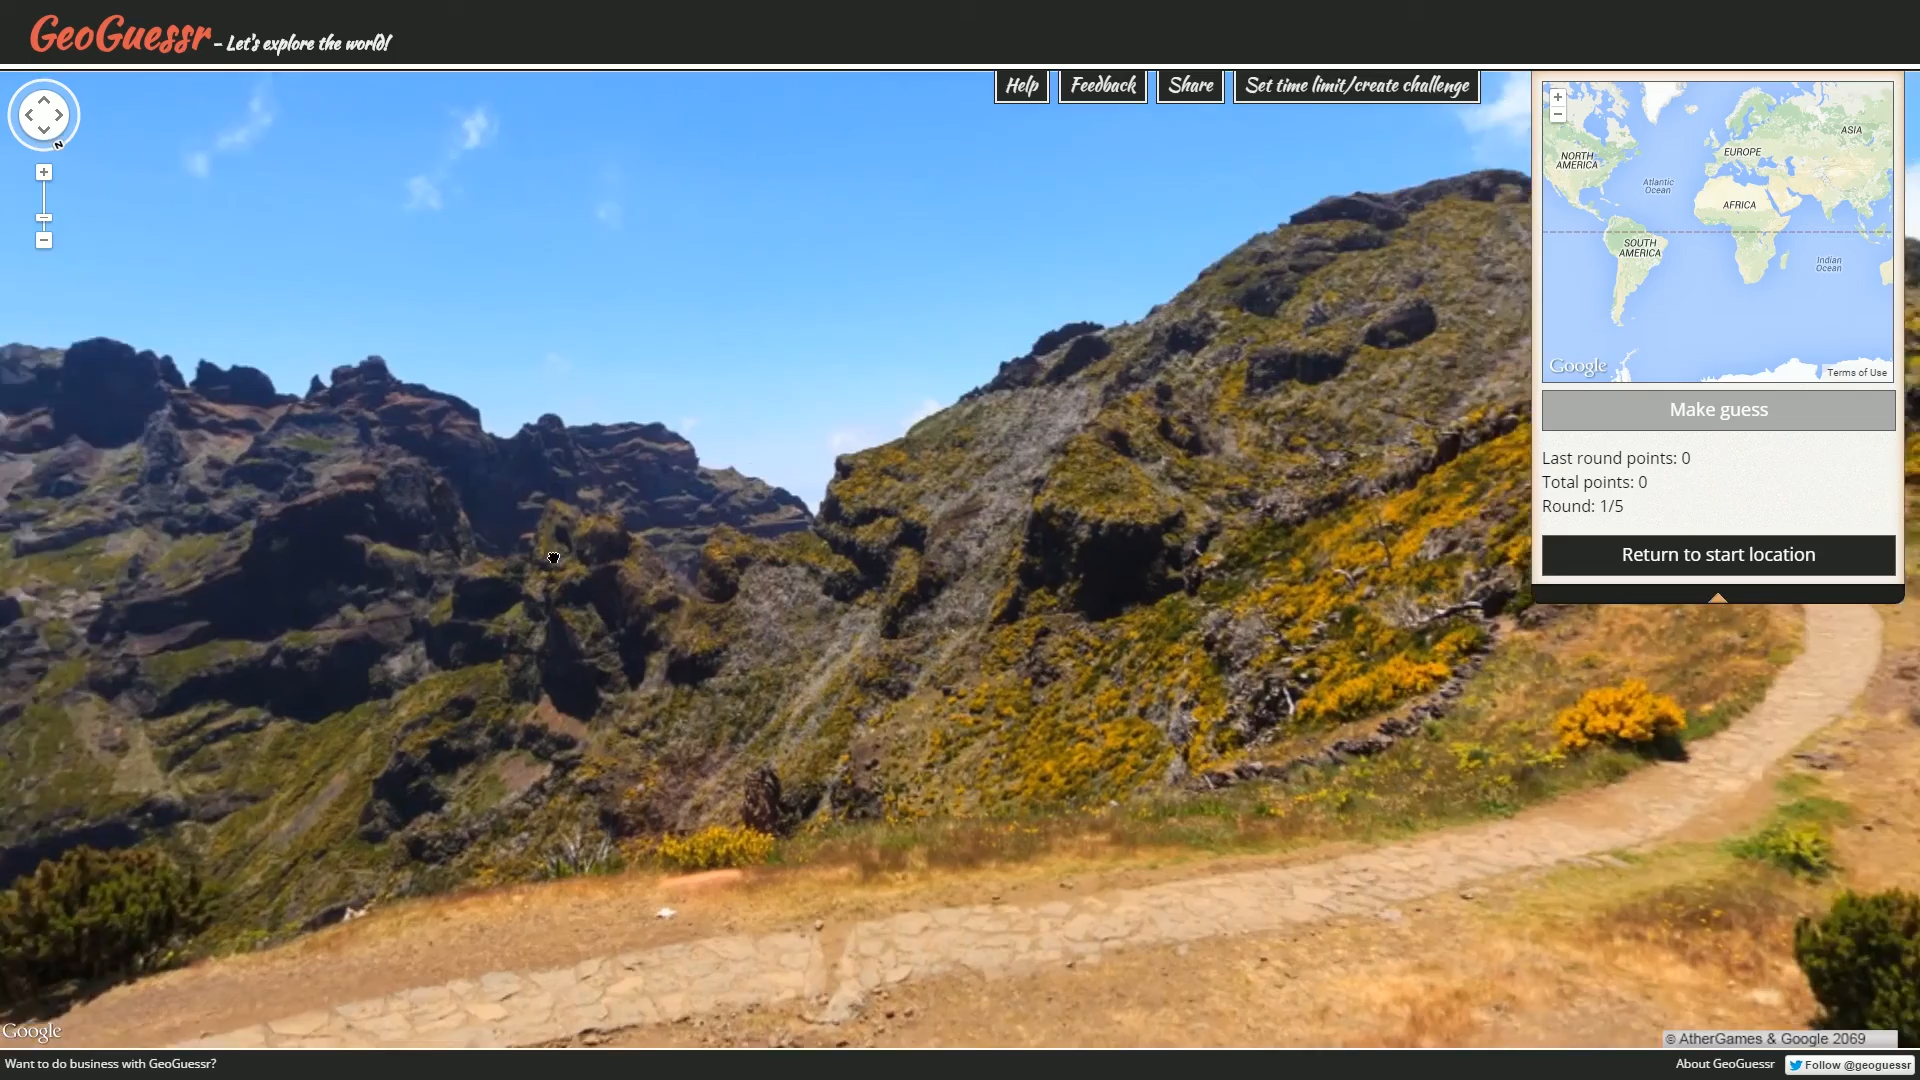 GeoGuessr - Let's explore the world!
Help
Feedback
Share
Set time limit/create challenge
N
+
−
+
−
NORTH
AMERICA
EUROPE
ASIA
Atlantic
Ocean
AFRICA
SOUTH
AMERICA
Indian
Ocean
Google
Terms of Use
Make guess
Last round points: 0
Total points: 0
Round: 1/5
Return to start location
Google
© AtherGames & Google 2069
Want to do business with GeoGuessr?
About GeoGuessr
Follow @geoguessr